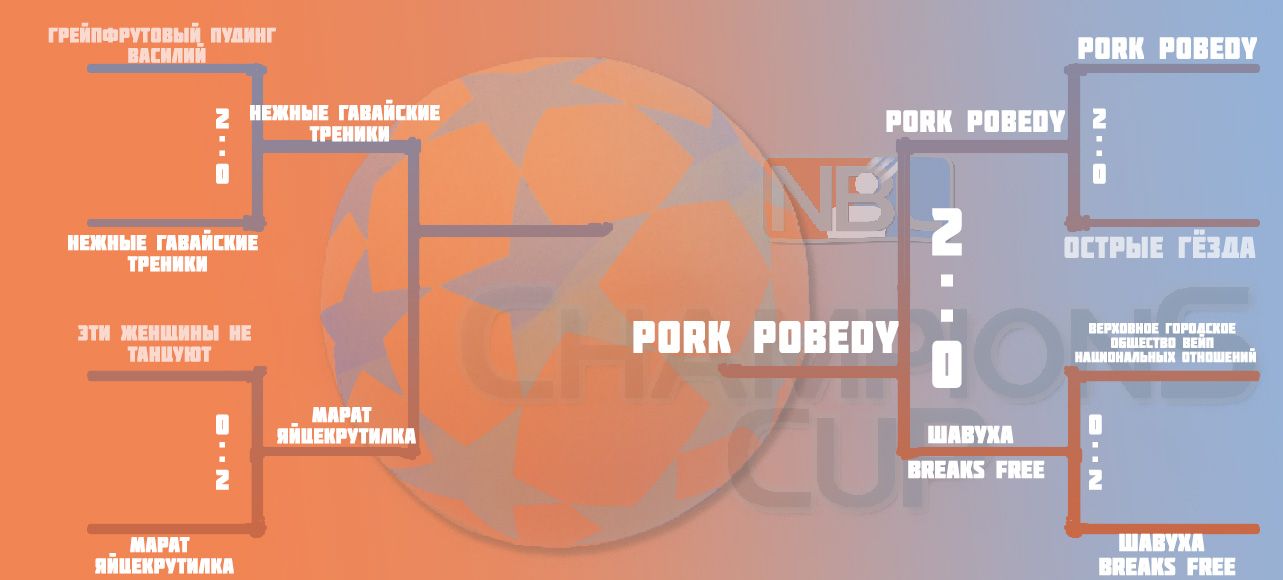 ГРЕЙПФРУТОВЫЙ ПУДИНГ
ВАСИЛИЙ
2:0
НЕЖНЫЕ ГАВАЙСКИЕ
ТРЕНИКИ
НЕЖНЫЕ ГАВАЙСКИЕ
ТРЕНИКИ
ЭТИ ЖЕНЩИНЫ НЕ
ТАНЦУЮТ
0:2
МАРАТ
ЯЙЦЕКРУТИЛКА
МАРАТ
ЯЙЦЕКРУТИЛКА
NBC
CHAMPIONS
CUP
PORK POBEDY
2:0
PORK POBEDY
PORK POBEDY
2:0
ОСТРЫЕ ГЁЗДА
ВЕРХОВНОЕ ГОРОДСКОЕ
ОБЩЕСТВО ВЕЙП
НАЦИОНАЛЬНЫХ ОТНОШЕНИЙ
0:2
ШАВУХА
BREAKS FREE
ШАВУХА
BREAKS FREE